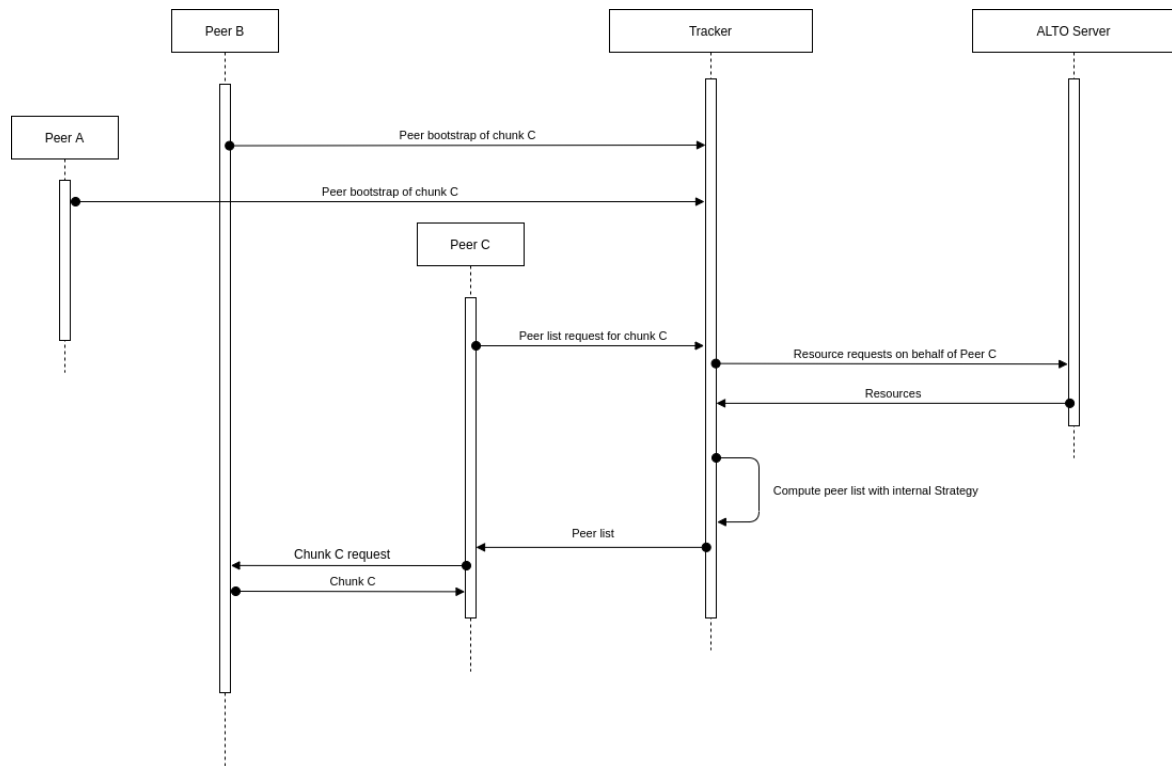 Peer B
Tracker
ALTO Server
Peer A
Peer bootstrap of chunk C
Peer bootstrap of chunk C
Peer C
Peer list request for chunk C
Resource requests on behalf of Peer C
Resources
Compute peer list with internal Strategy
Peer list
Chunk C request
Chunk C